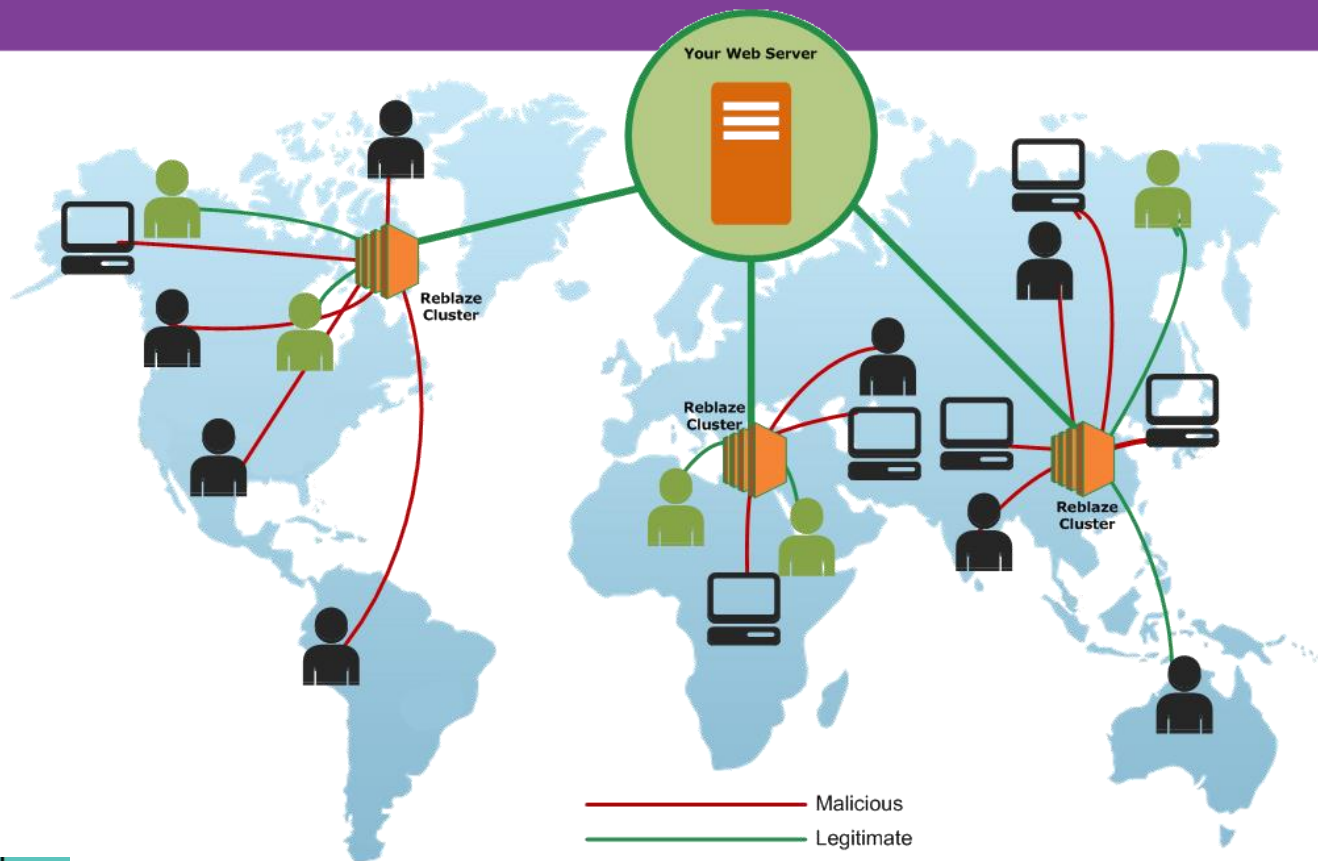 Your Web Server
Reblaze
Cluster
Reblaze
Cluster
Reblaze
Cluster
Malicious
Legitimate